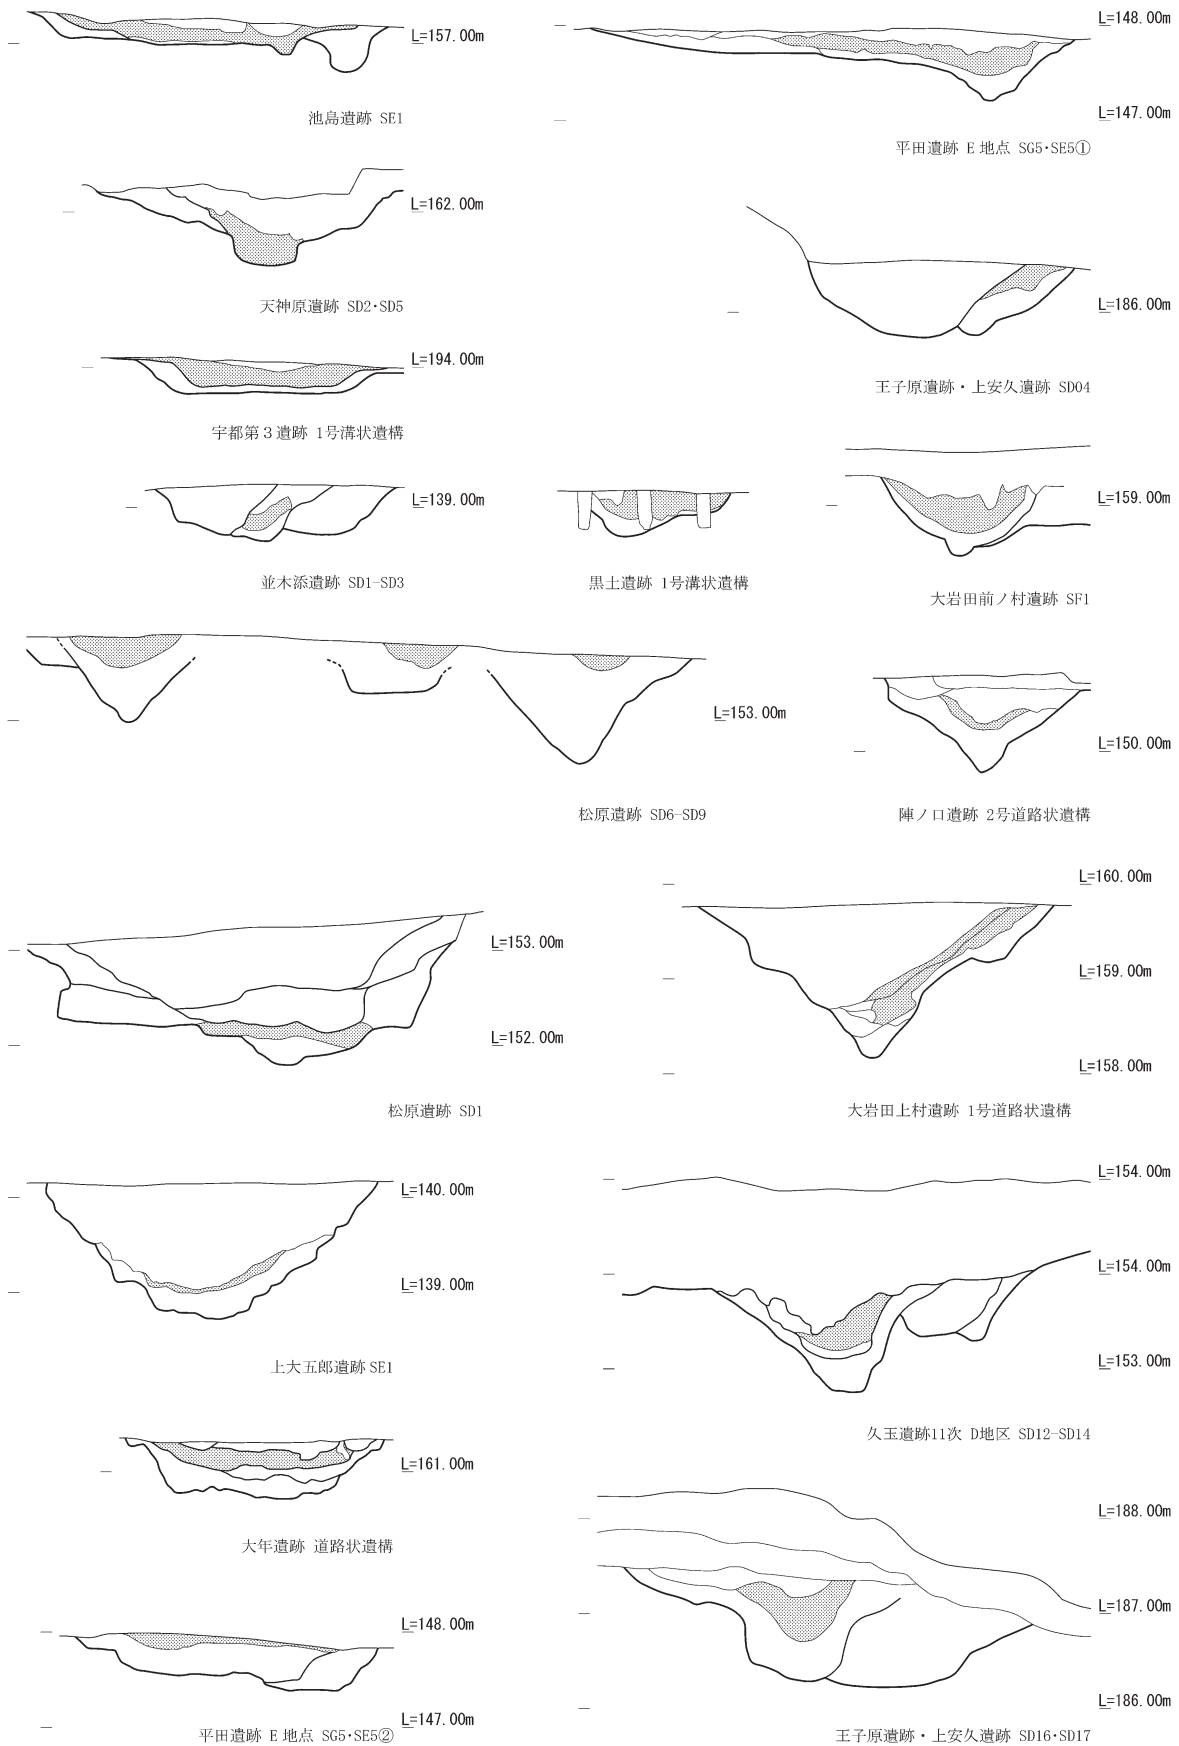 L=157.00m
池島遺跡 SE1
L=148.00m
L=147.00m
平田遺跡 E 地点 SG5・SE5①
L=162.00m
天神原遺跡 SD2・SD5
L=186.00m
王子原遺跡・上安久遺跡 SD04
L=194.00m
宇都第３遺跡 1号溝状遺構
L=139.00m
並木添遺跡 SD1-SD3
黒土遺跡 1号溝状遺構
L=159.00m
大岩田前ノ村遺跡 SF1
L=153.00m
松原遺跡 SD6-SD9
L=150.00m
陣ノ口遺跡 2号道路状遺構
L=153.00m
L=152.00m
松原遺跡 SD1
L=160.00m
L=159.00m
L=158.00m
大岩田上村遺跡 1号道路状遺構
L=140.00m
L=139.00m
上大五郎遺跡 SE1
L=154.00m
L=154.00m
L=153.00m
久玉遺跡11次 D地区 SD12-SD14
L=161.00m
大年遺跡 道路状遺構
L=148.00m
L=147.00m
平田遺跡 E 地点 SG5・SE5②
L=188.00m
L=187.00m
L=186.00m
王子原遺跡・上安久遺跡 SD16・SD17